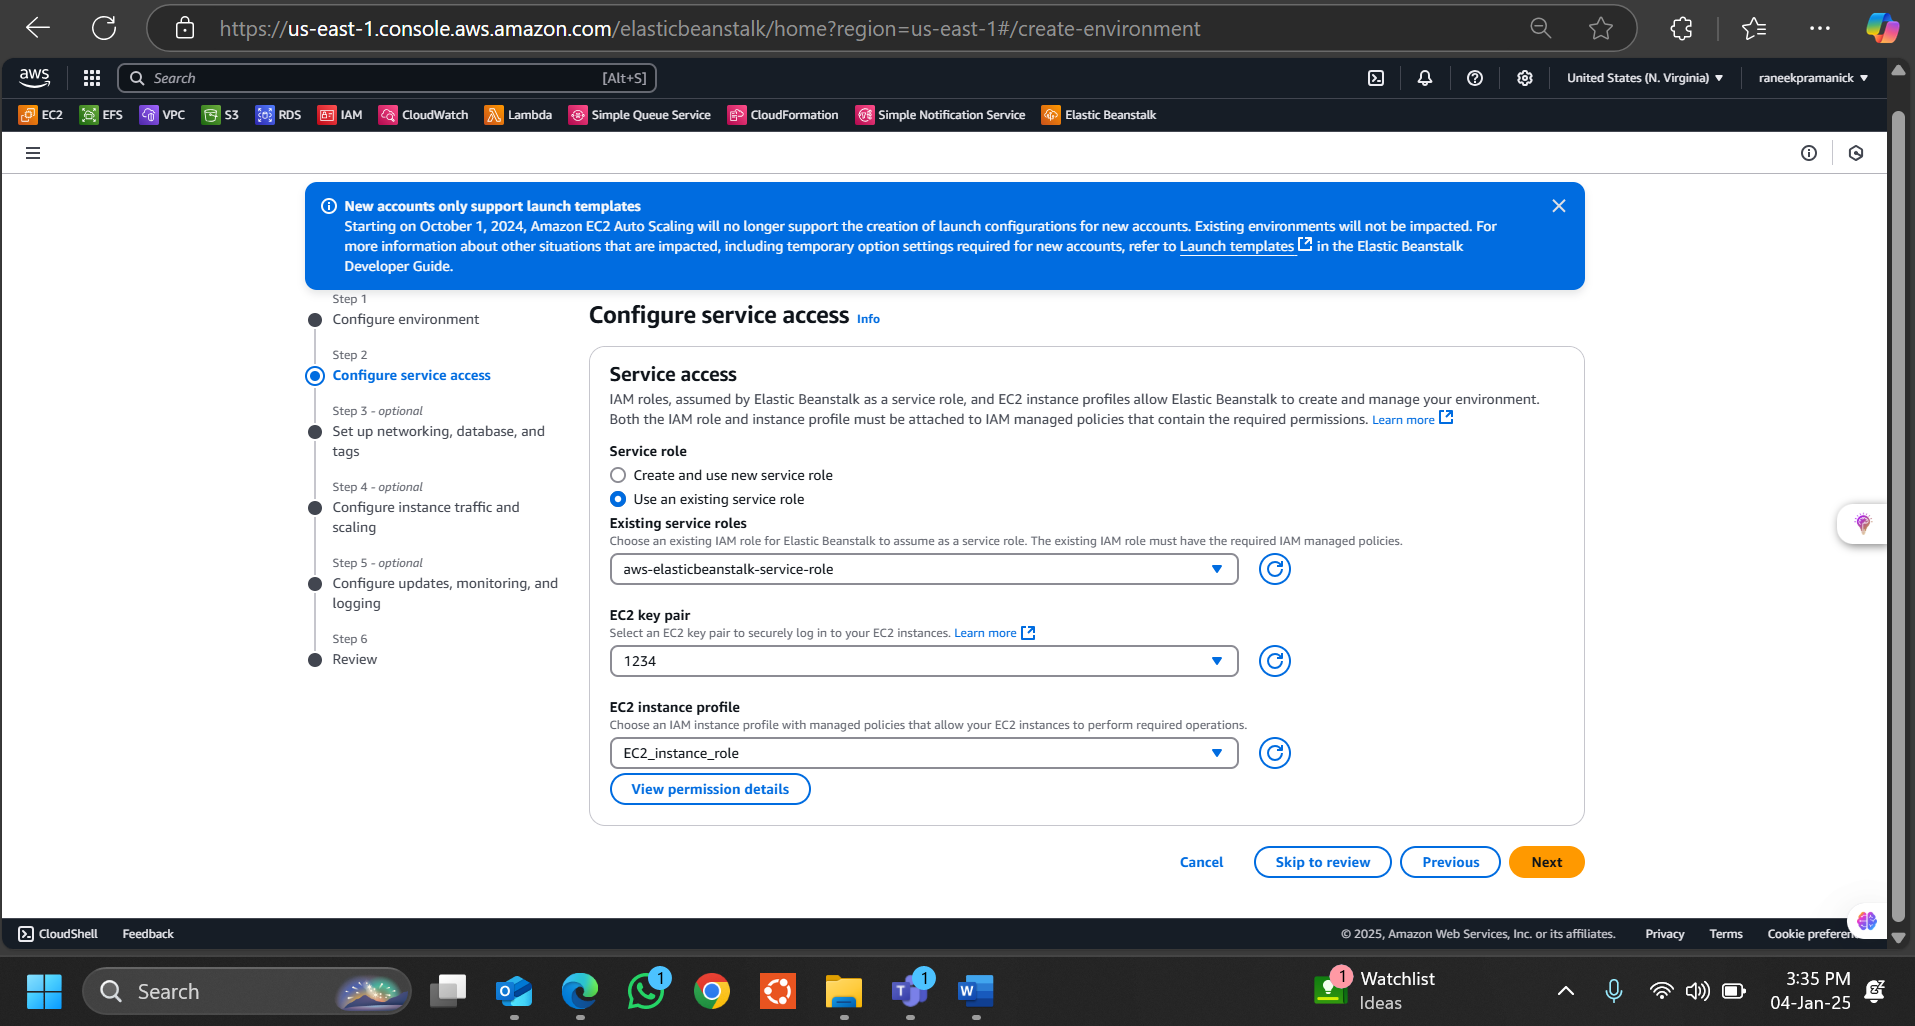 https://us-east-1.console.aws.amazon.com/elasticbeanstalk/home?region=us-east-1#/create-environment
aws
Search
[Alt+S]
United States (N. Virginia)
raneekpramanick
EC2
EFS
VPC
S3
RDS
IAM
CloudWatch
Lambda
Simple Queue Service
CloudFormation
Simple Notification Service
Elastic Beanstalk
New accounts only support launch templates
Starting on October 1, 2024, Amazon EC2 Auto Scaling will no longer support the creation of launch configurations for new accounts. Existing environments will not be impacted. For
more information about other situations that are impacted, including temporary option settings required for new accounts, refer to Launch templates in the Elastic Beanstalk
Developer Guide.
Step 1
Configure environment
Step 2
Configure service access
Step 3 - optional
Set up networking, database, and
tags
Step 4 - optional
Configure instance traffic and
scaling
Step 5 - optional
Configure updates, monitoring, and
logging
Step 6
Review
Configure service access Info
Service access
IAM roles, assumed by Elastic Beanstalk as a service role, and EC2 instance profiles allow Elastic Beanstalk to create and manage your environment.
Both the IAM role and instance profile must be attached to IAM managed policies that contain the required permissions. Learn more
Service role
Create and use new service role
Use an existing service role
Existing service roles
Choose an existing IAM role for Elastic Beanstalk to assume as a service role. The existing IAM role must have the required IAM managed policies.
aws-elasticbeanstalk-service-role
EC2 key pair
Select an EC2 key pair to securely log in to your EC2 instances. Learn more
1234
EC2 instance profile
Choose an IAM instance profile with managed policies that allow your EC2 instances to perform required operations.
EC2_instance_role
View permission details
Cancel
Skip to review
Previous
Next
CloudShell
Feedback
© 2025, Amazon Web Services, Inc. or its affiliates.
Privacy
Terms
Cookie preferen
Search
1
1
1
Watchlist
Ideas
3:35 PM
04-Jan-25